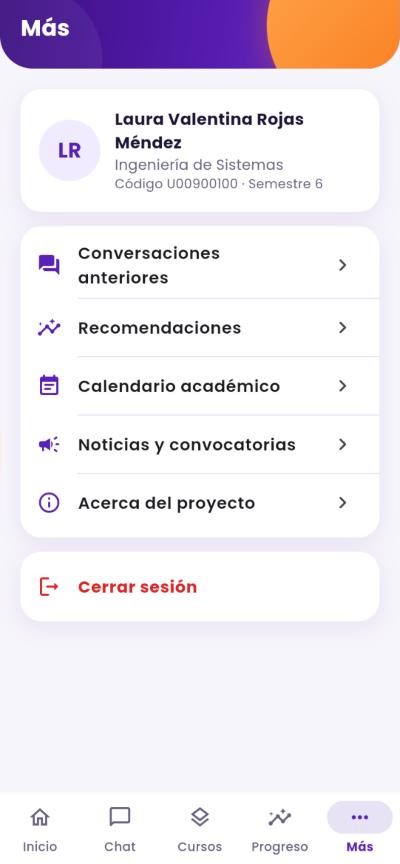 Más
LR
Laura Valentina Rojas
Méndez
Ingeniería de Sistemas
Código U00900100 · Semestre 6
Conversaciones
anteriores
Recomendaciones
Calendario académico
Noticias y convocatorias
Acerca del proyecto
Cerrar sesión
Inicio
Chat
Cursos
Progreso
Más